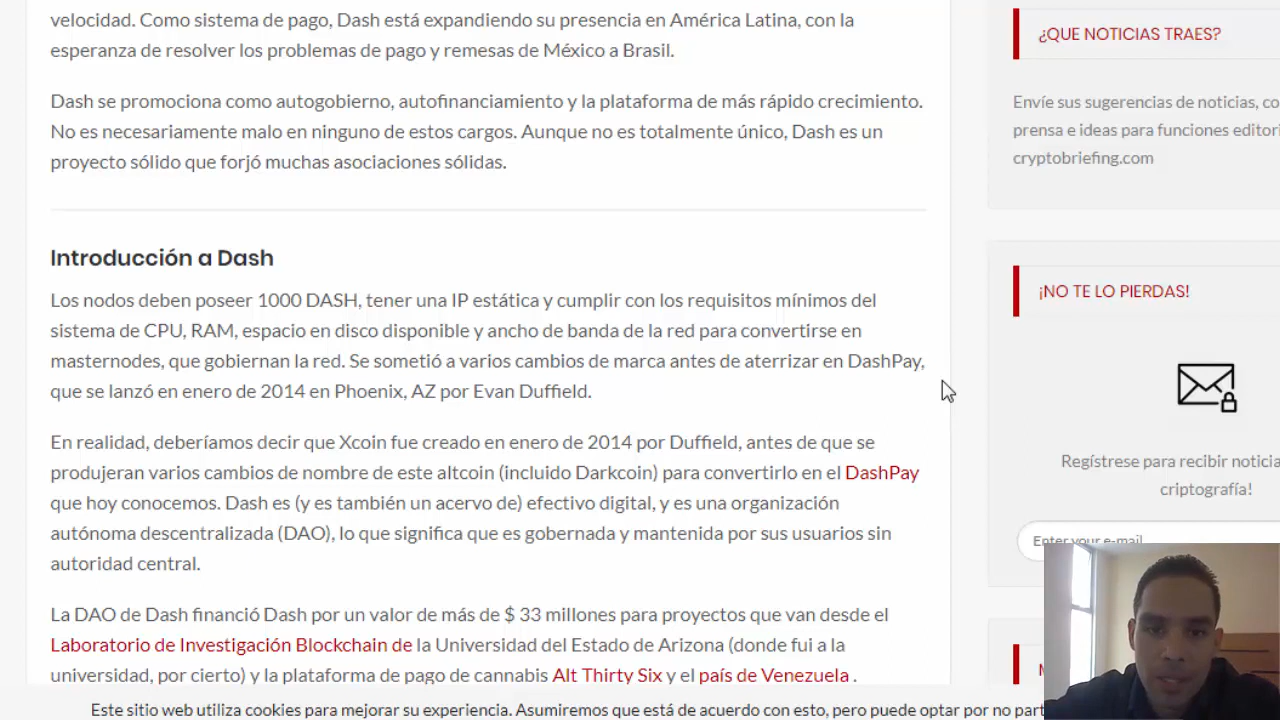 velocidad. Como sistema de pago, Dash está expandiendo su presencia en América Latina, con la
esperanza de resolver los problemas de pago y remesas de México a Brasil.
Dash se promociona como autogobierno, autofinanciamiento y la plataforma de más rápido crecimiento.
No es necesariamente malo en ninguno de estos cargos. Aunque no es totalmente único, Dash es un
proyecto sólido que forjó muchas asociaciones sólidas.
Introducción a Dash
Los nodos deben poseer 1000 DASH, tener una IP estática y cumplir con los requisitos mínimos del
sistema de CPU, RAM, espacio en disco disponible y ancho de banda de la red para convertirse en
masternodes, que gobiernan la red. Se sometió a varios cambios de marca antes de aterrizar en DashPay,
que se lanzó en enero de 2014 en Phoenix, AZ por Evan Duffield.
En realidad, deberíamos decir que Xcoin fue creado en enero de 2014 por Duffield, antes de que se
produjeran varios cambios de nombre de este altcoin (incluido Darkcoin) para convertirlo en el DashPay
que hoy conocemos. Dash es (y es también un acervo de) efectivo digital, y es una organización
autónoma descentralizada (DAO), lo que significa que es gobernada y mantenida por sus usuarios sin
autoridad central.
La DAO de Dash financió Dash por un valor de más de $ 33 millones para proyectos que van desde el
Laboratorio de Investigación Blockchain de la Universidad del Estado de Arizona (donde fui a la
universidad, por cierto) y la plataforma de pago de cannabis Alt Thirty Six y el país de Venezuela .
¿QUE NOTICIAS TRAES?
Envíe sus sugerencias de noticias,
prensa e ideas para funciones
cryptobriefing.com
¡NO TE LO PIERDAS!
Regístrese para recibir
criptografía!
Enter your e-mail
Este sitio web utiliza cookies para mejorar su experiencia. Asumiremos que está de acuerdo con esto, pero puede optar por no